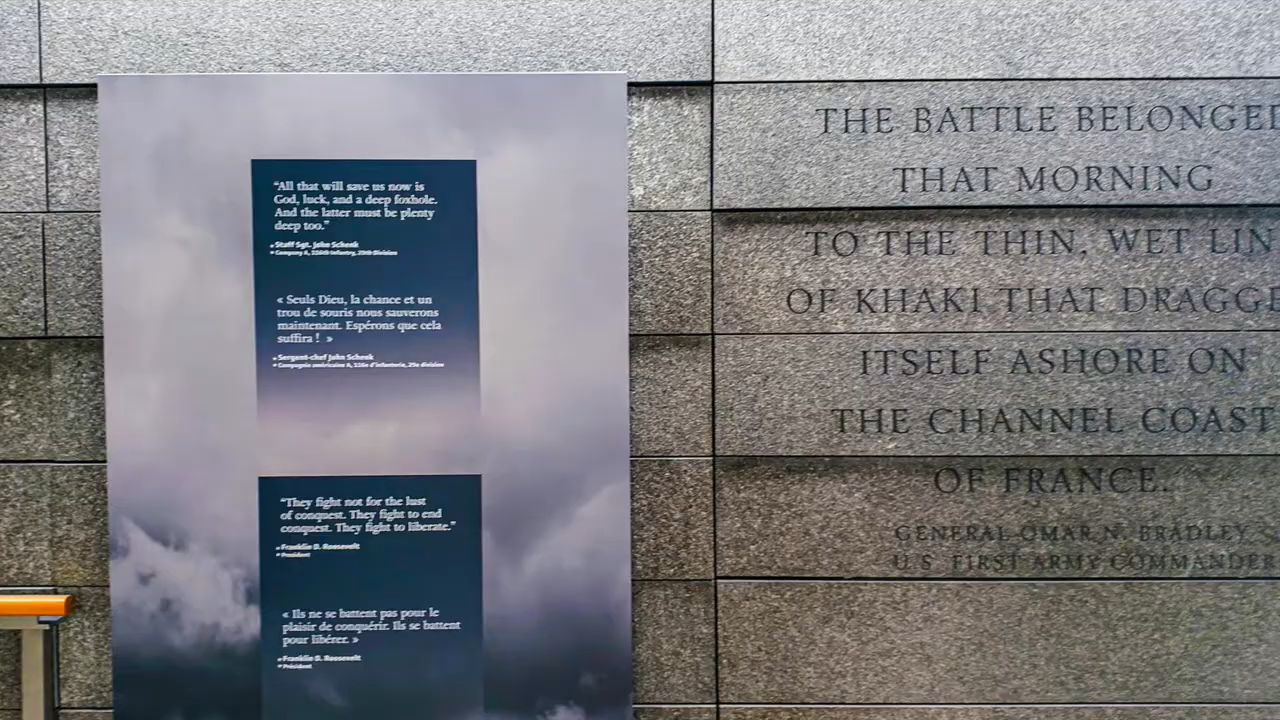 “All that will save us now is
God, luck, and a deep foxhole.
And the latter must be plenty
deep too.”
Staff Sgt. John Schenk
Company A, 116th Infantry, 29th Division
« Seuls Dieu, la chance et un
trou de souris nous sauverons
maintenant. Espérons que cela
suffira ! »
Sergent-chef John Schenk
Compagnie américaine A, 116e d'infanterie, 29e division
“They fight not for the lust
of conquest. They fight to end
conquest. They fight to liberate.”
Franklin D. Roosevelt
President
« Ils ne se battent pas pour le
plaisir de conquérir. Ils se battent
pour libérer. »
Franklin D. Roosevelt
Président
THE BATTLE BELONGED
THAT MORNING
TO THE THIN, WET LIN
OF KHAKI THAT DRAGGE
ITSELF ASHORE ON
THE CHANNEL COAST
OF FRANCE.
GENERAL OMAR N. BRADLEY
U.S. FIRST ARMY COMMANDER